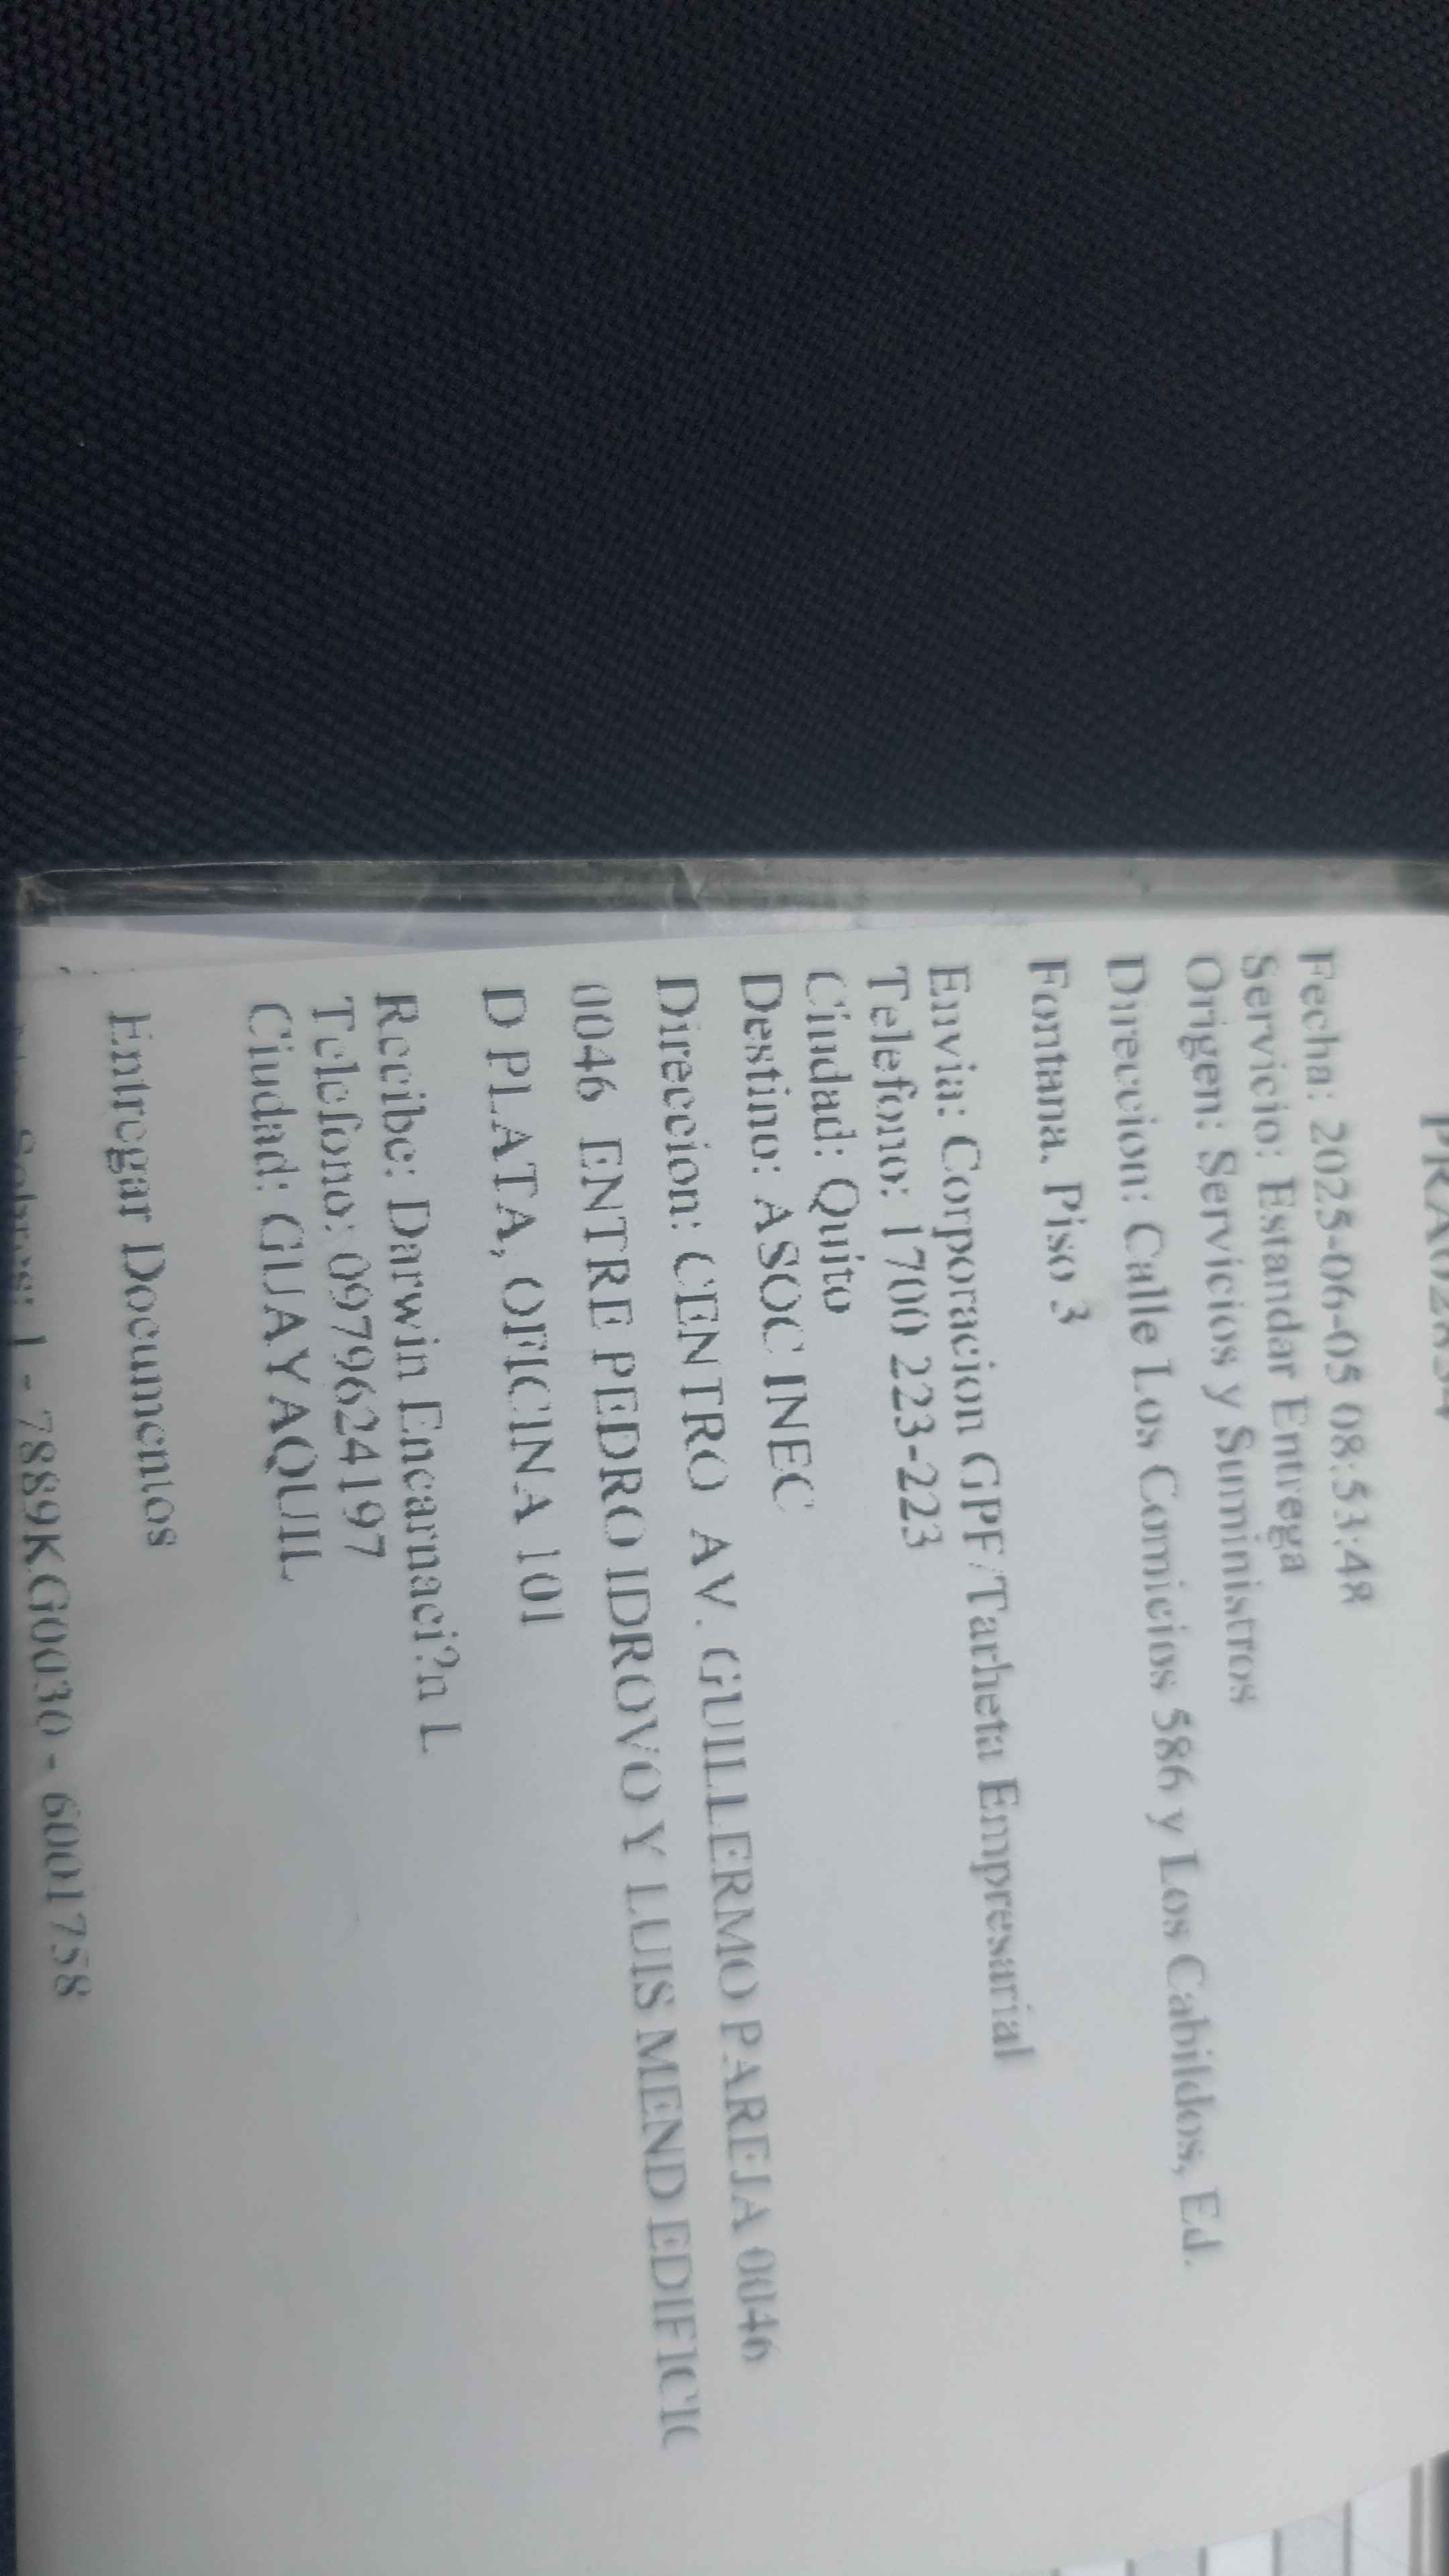 Fecha: 2025-06-05 08:53:48
Servicio: Estandar Entrega
Origen: Servicios y Suministros
Direccion: Calle Los Comicios 586 y Los Cabildos, Ed.
Fontana, Piso 3
Envia: Corporacion GPF/Tarheta Empresarial
Telefono: 1700 223-223
Ciudad: Quito
Destino: ASOC INEC
Direccion: CENTRO AV. GUILLERMO PAREJA 0046
0046 ENTRE PEDRO IDROVO Y LUIS MEND EDIFICIO
D PLATA, OFICINA 101
Recibe: Darwin Encarnaci?n L
Telefono: 0979624197
Ciudad: GUAYAQUIL
Entregar Documentos
1 - 7889KG0030 - 6001758